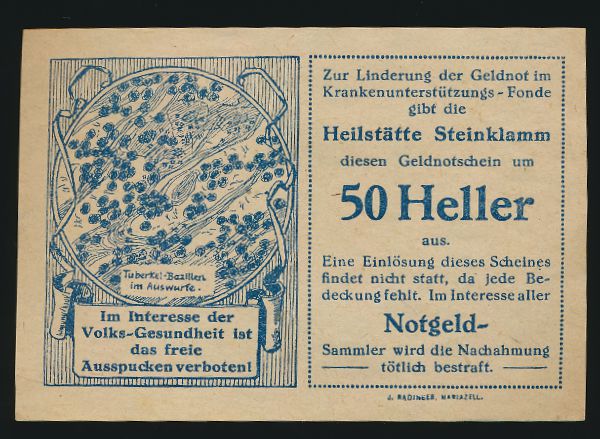 Tuberkel-Bazillen
im Auswurfe.
Im Interesse der
Volks-Gesundheit ist
das freie
Ausspucken verboten!
Zur Linderung der Geldnot im
Krankenunterstützungs-Fonde
gibt die
Heilstätte Steinklamm
diesen Geldnotschein um
50 Heller
aus.
Eine Einlösung dieses Scheines
findet nicht statt, da jede Be-
deckung fehlt. Im Interesse aller
Notgeld-
Sammler wird die Nachahmung
tötlich bestraft.
J. RADINGER, MARIAZELL.